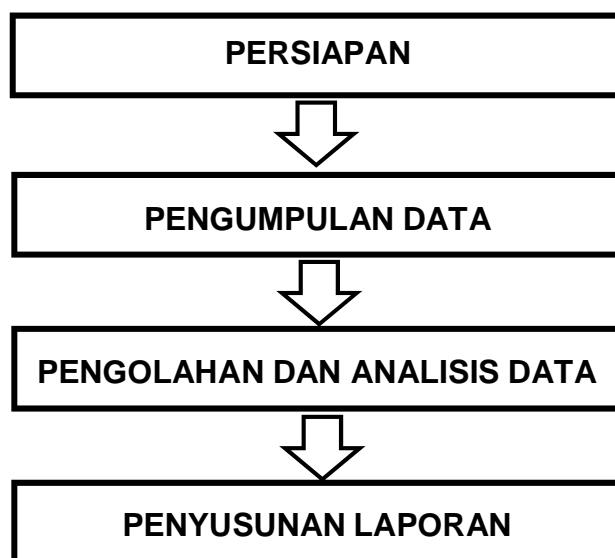 PERSIAPAN
PENGUMPULAN DATA
PENGOLAHAN DAN ANALISIS DATA
PENYUSUNAN LAPORAN